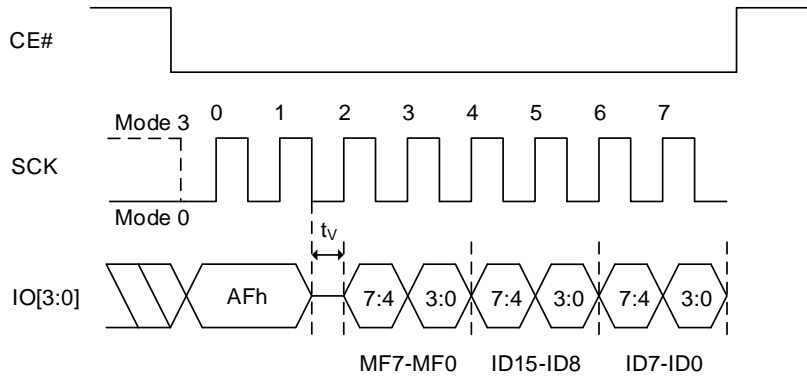 CE#
0 1 2 3 4 5 6 7
Mode 3
SCK
Mode 0
tV
IO[3:0] AFh 7:4 3:0 7:4 3:0 7:4 3:0
MF7-MF0 ID15-ID8 ID7-ID0